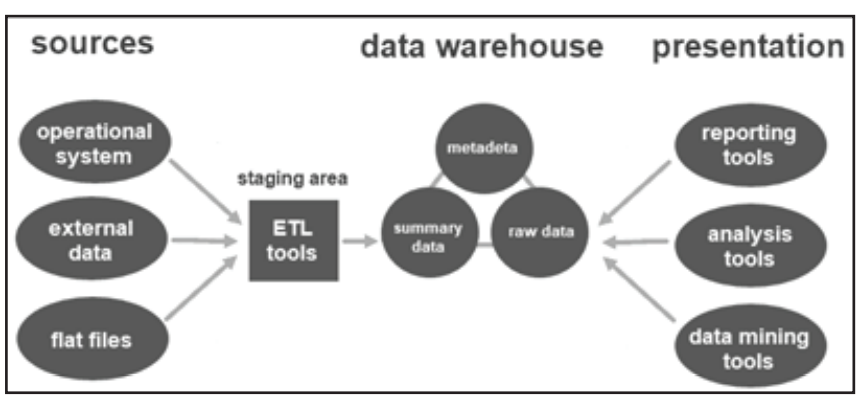 sources
data warehouse
presentation
operational
system
external
data
flat files
staging area
ETL
tools
metadeta
summary
data
raw data
reporting
tools
analysis
tools
data mining
tools